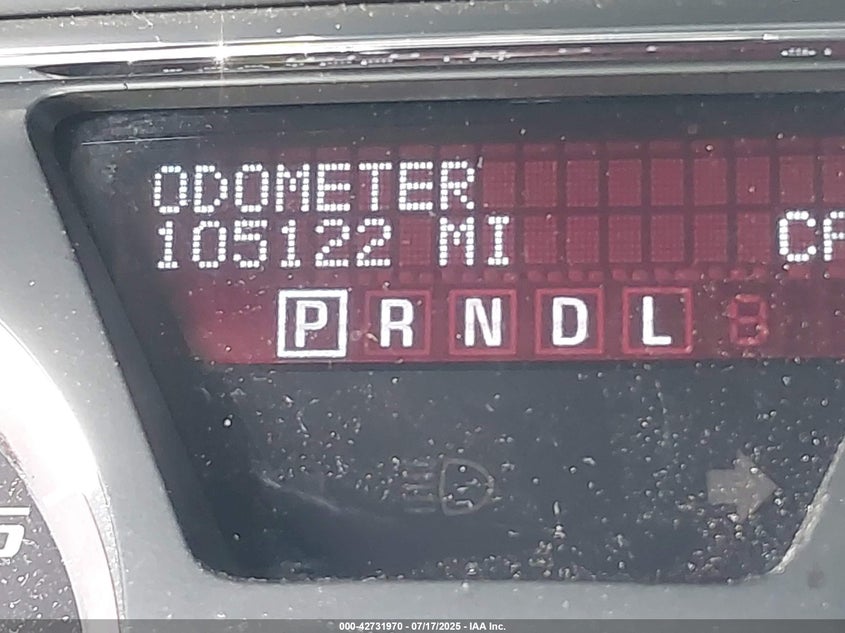 ODOMETER
105122 MI
P R N D L
000-42731970 - 07/17/2025 - IAA Inc.